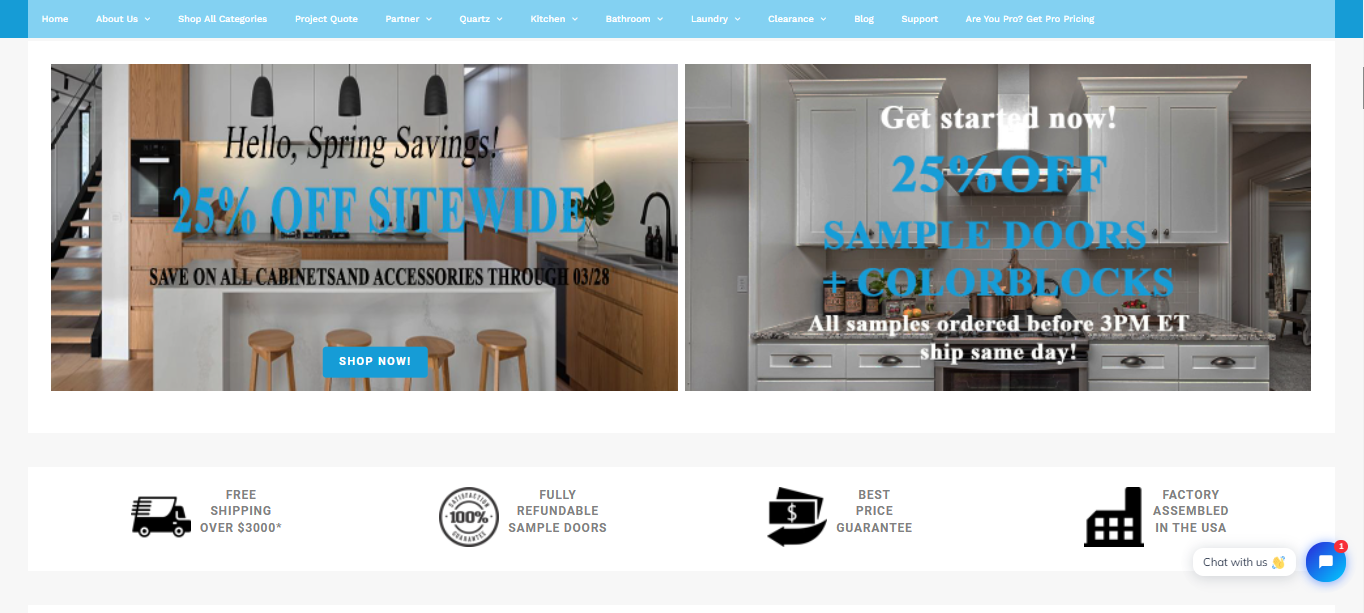 Home About Us Shop All Categories Project Quote Partner Quartz Kitchen Bathroom Laundry Clearance Blog Support Are You Pro? Get Pro Pricing
Hello, Spring Savings!
25% OFF SITEWIDE
SAVE ON ALL CABINETSAND ACCESSORIES THROUGH 03/28
SHOP NOW!
Get started now!
25%OFF
SAMPLE DOORS
+ COLORBLOCKS
All samples ordered before 3PM ET
ship same day!
FREE
SHIPPING
OVER $3000*
SATISFACTION
100%
GUARANTEE
FULLY
REFUNDABLE
SAMPLE DOORS
$
BEST
PRICE
GUARANTEE
FACTORY
ASSEMBLED
IN THE USA
Chat with us 👋
1